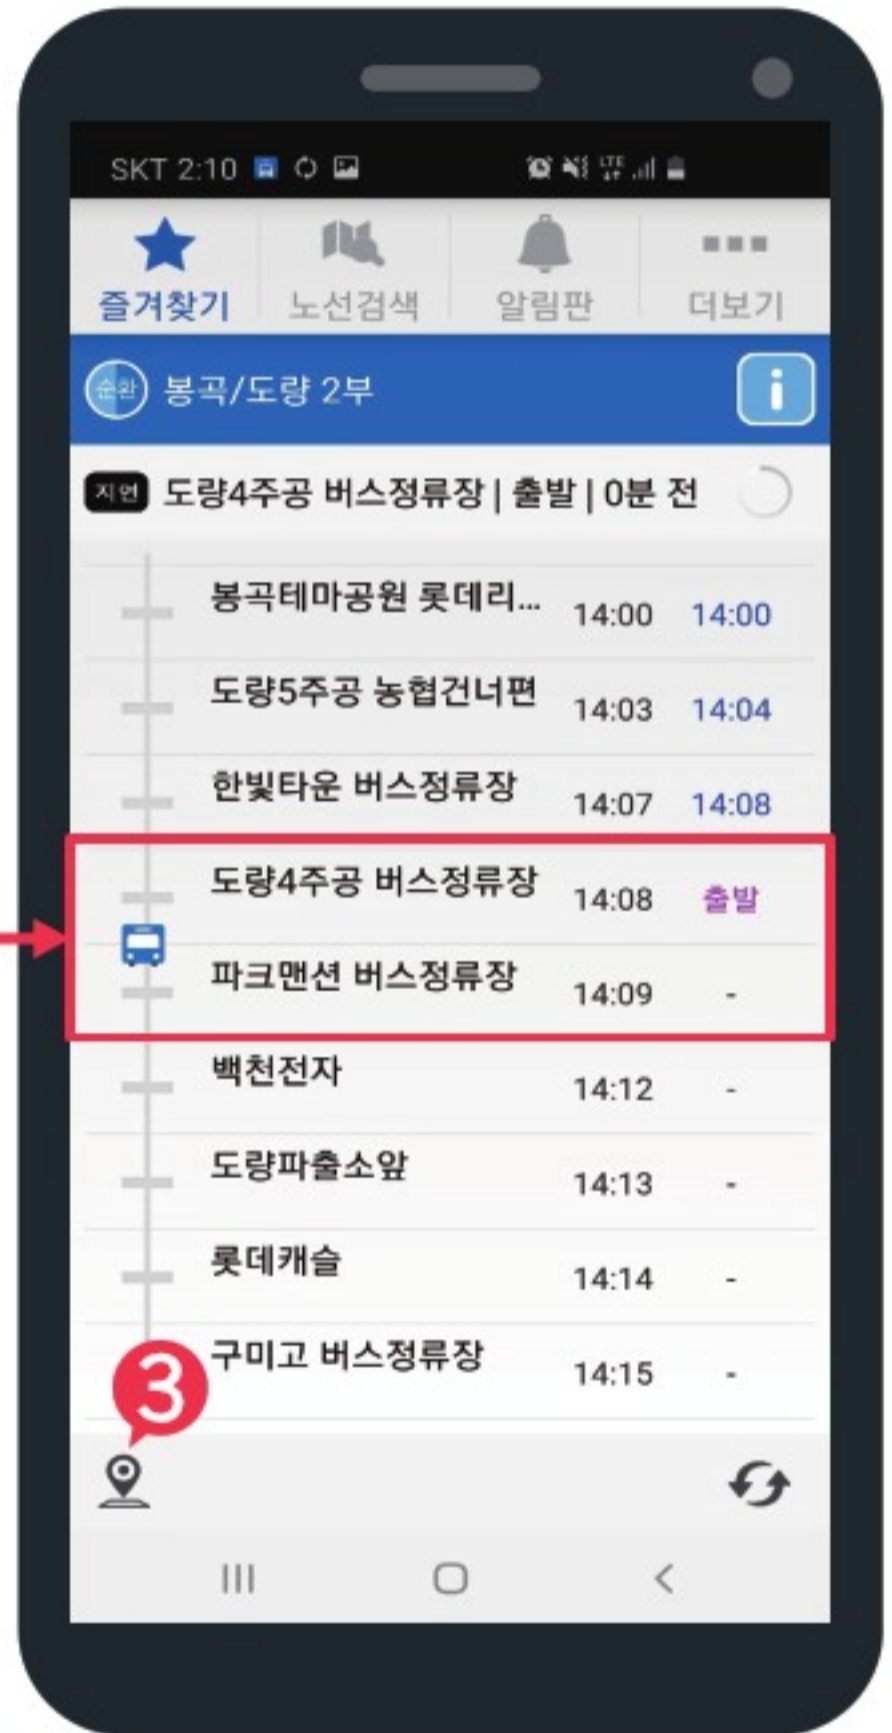 SKT 2:10 LTE
즐겨찾기 노선검색 알림판 더보기
순환 봉곡/도량 2부 i
지연 도량4주공 버스정류장 | 출발 | 0분 전
봉곡테마공원 롯데리... 14:00 14:00
도량5주공 농협건너편 14:03 14:04
한빛타운 버스정류장 14:07 14:08
도량4주공 버스정류장 14:08 출발
파크맨션 버스정류장 14:09 -
백천전자 14:12 -
도량파출소앞 14:13 -
롯데캐슬 14:14 -
구미고 버스정류장 14:15 -
3